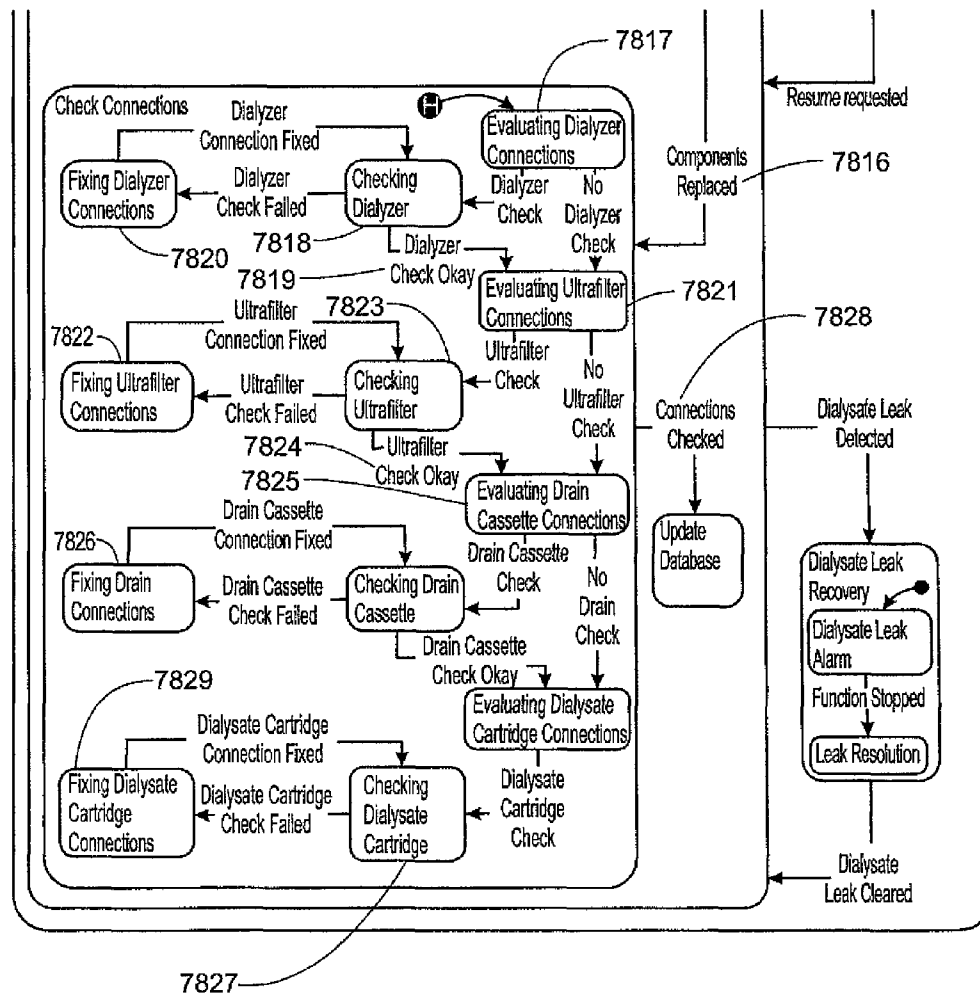 7817
Check Connections
H
Dialyzer
Connection Fixed
Evaluating Dialyzer
Connections
Resume requested
Components
Replaced
7816
Fixing Dialyzer
Connections
Dialyzer
Check Failed
Checking
Dialyzer
Dialyzer
Check
No
Dialyzer
Check
7820
7818
7819
Dialyzer
Check Okay
Evaluating Ultrafilter
Connections
7821
7828
Ultrafilter
Connection Fixed
7823
7822
Fixing Ultrafilter
Connections
Ultrafilter
Check Failed
Checking
Ultrafilter
Ultrafilter
Check
No
Ultrafilter
Check
Connections
Checked
Dialysate Leak
Detected
7824
Ultrafilter
Check Okay
7825
Evaluating Drain
Cassette Connections
Drain Cassette
Connection Fixed
7826
Fixing Drain
Connections
Drain Cassette
Check Failed
Checking Drain
Cassette
Drain Cassette
Check
No
Drain
Check
Update
Database
Dialysate Leak
Recovery
Dialysate Leak
Alarm
Function Stopped
Leak Resolution
Drain Cassette
Check Okay
7829
Evaluating Dialysate
Cartridge Connections
Dialysate Cartridge
Connection Fixed
Fixing Dialysate
Cartridge
Connections
Dialysate Cartridge
Check Failed
Checking
Dialysate
Cartridge
Dialysate
Cartridge
Check
Dialysate
Leak Cleared
7827